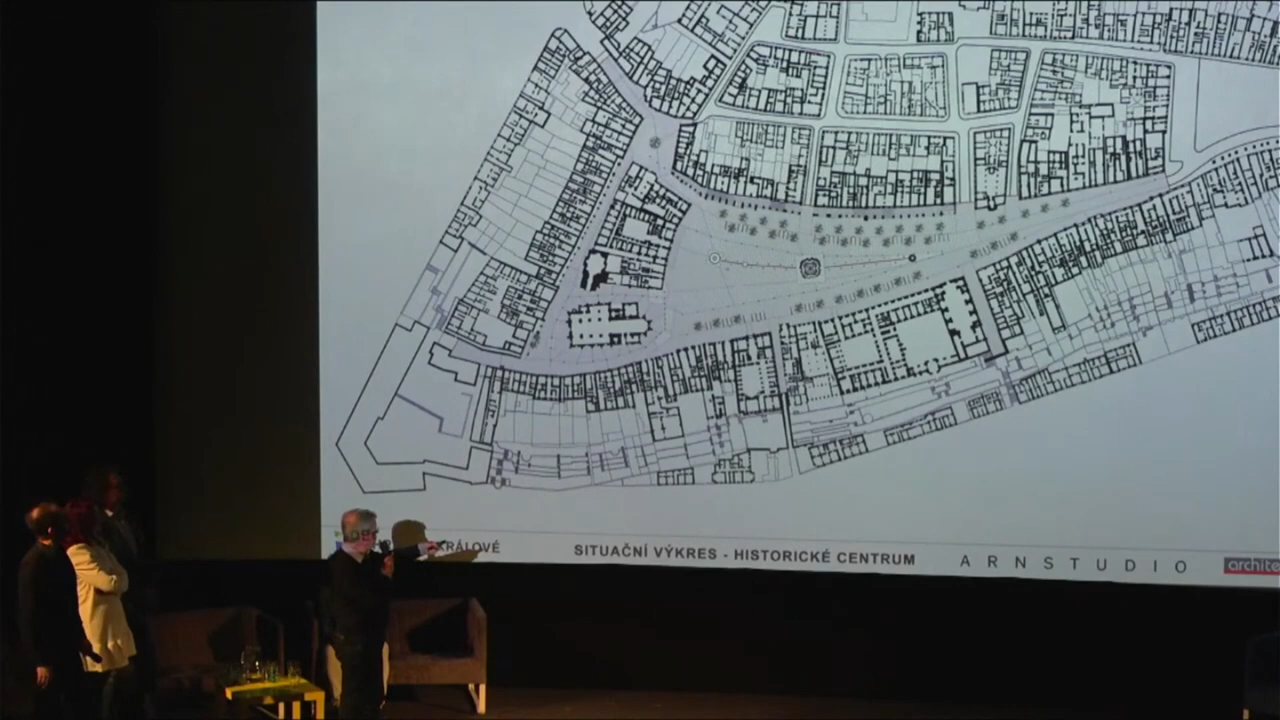 KRÁLOVÉ
SITUAČNÍ VÝKRES - HISTORICKÉ CENTRUM
ARNSTUDIO
archite